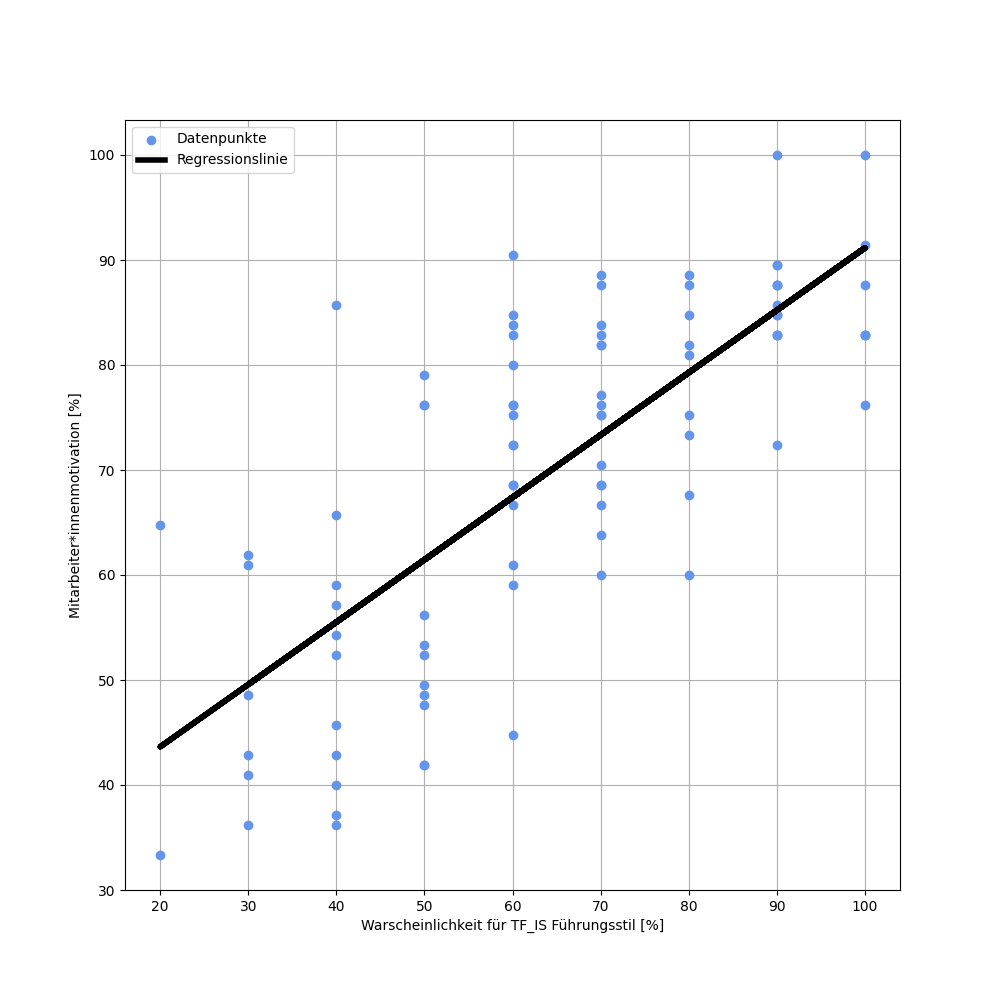 Datenpunkte
Regressionslinie
100
90
80
70
60
50
40
30
Mitarbeiter*innenmotivation [%]
20 30 40 50 60 70 80 90 100
Warscheinlichkeit für TF_IS Führungsstil [%]